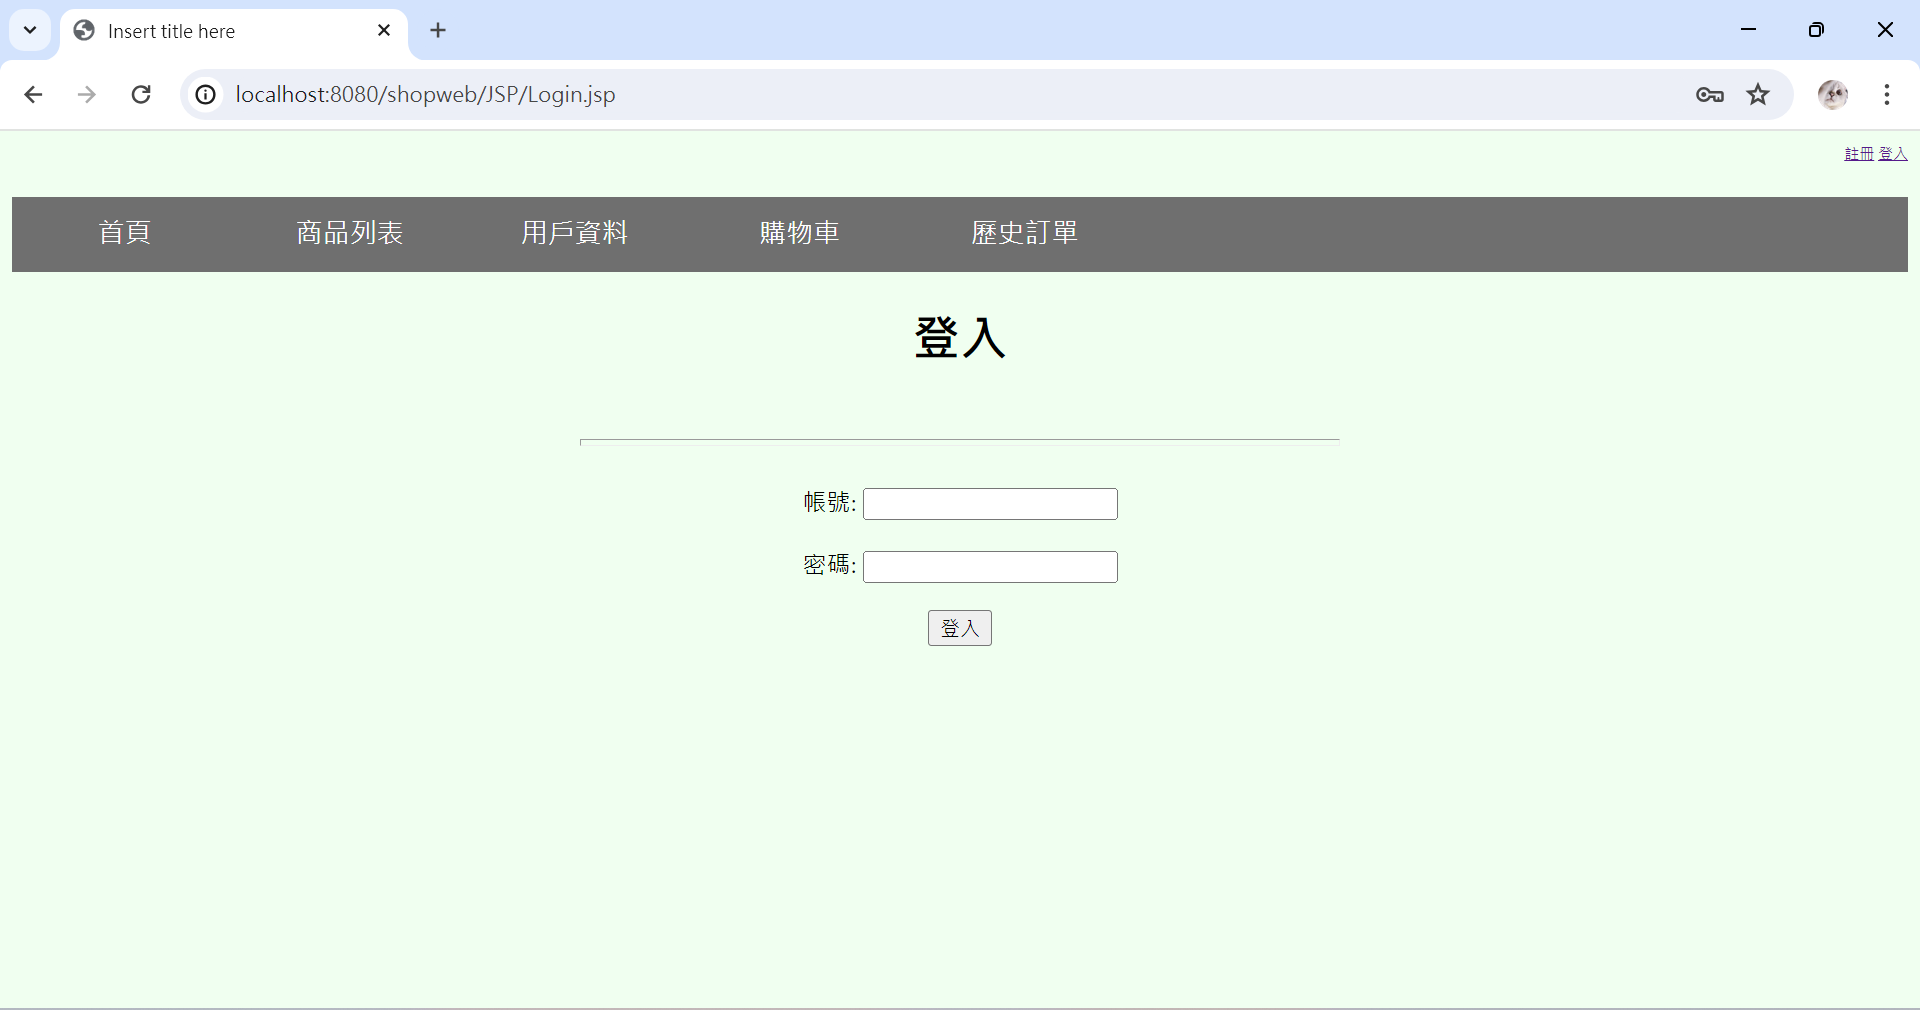 Insert title here
localhost:8080/shopweb/JSP/Login.jsp
註冊 登入
首頁 商品列表 用戶資料 購物車 歷史訂單
登入
帳號:
密碼:
登入